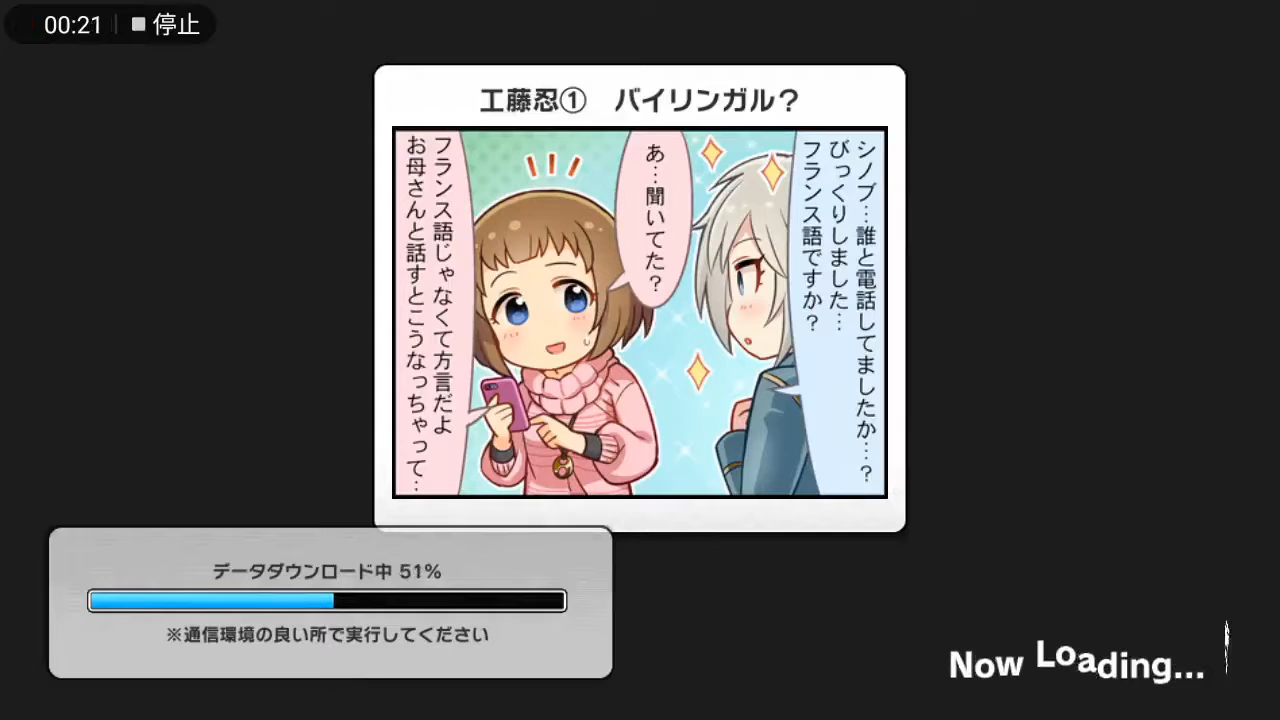 00:21
停止
工藤忍① バイリンガル?
シノブ…誰と電話してましたか…?
びっくりしました…
フランス語ですか?
あ…聞いてた?
フランス語じゃなくて方言だよ
お母さんと話すとこうなっちゃって…
データダウンロード中 51%
※通信環境の良い所で実行してください
Now Loading...